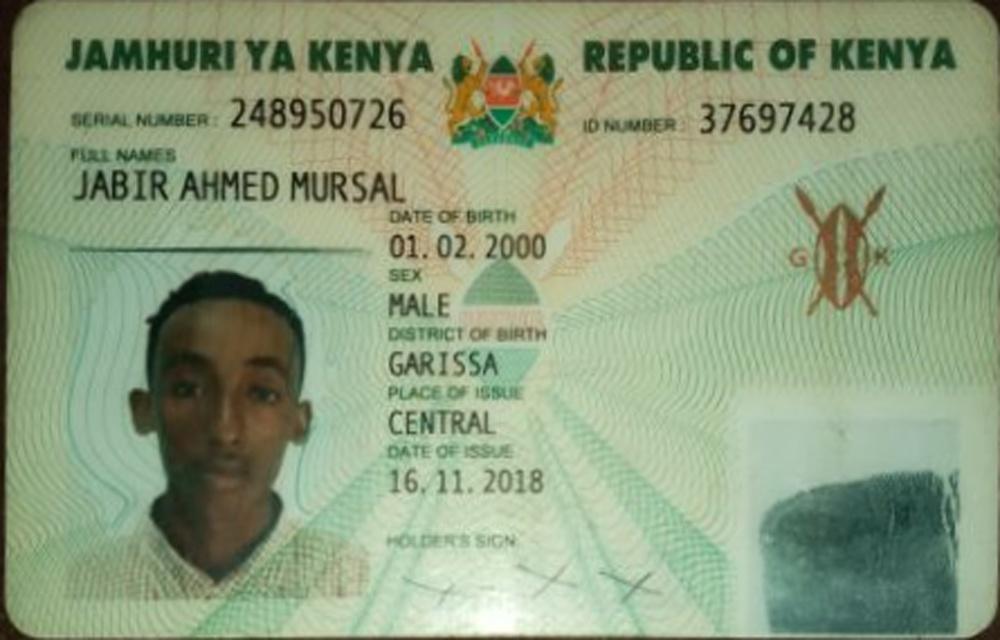 JAMHURI YA KENYA
REPUBLIC OF KENYA
SERIAL NUMBER: 248950726
ID NUMBER: 37697428
FULL NAMES
JABIR AHMED MURSAL
DATE OF BIRTH
01.02.2000
SEX
MALE
DISTRICT OF BIRTH
GARISSA
PLACE OF ISSUE
CENTRAL
DATE OF ISSUE
16.11.2018
HOLDER'S SIGN.
G K